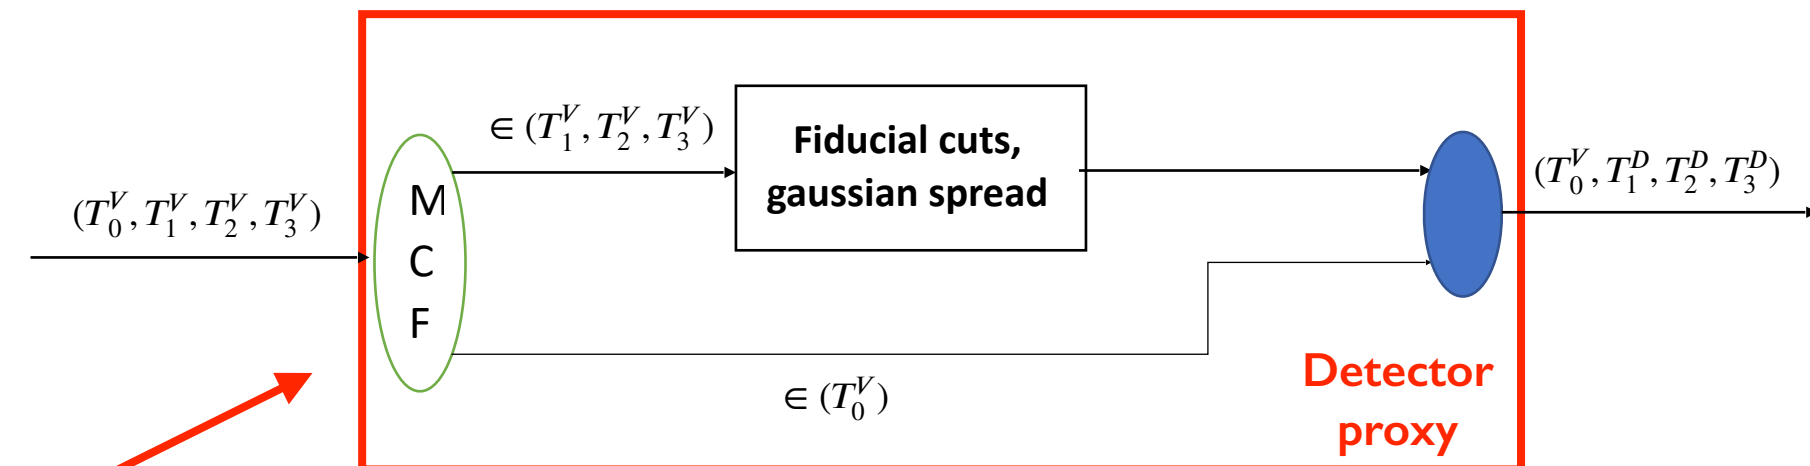 (T_0^V, T_1^V, T_2^V, T_3^V)
M
C
F
∈ (T_1^V, T_2^V, T_3^V)
Fiducial cuts,
gaussian spread
∈ (T_0^V)
(T_0^V, T_1^D, T_2^D, T_3^D)
Detector
proxy